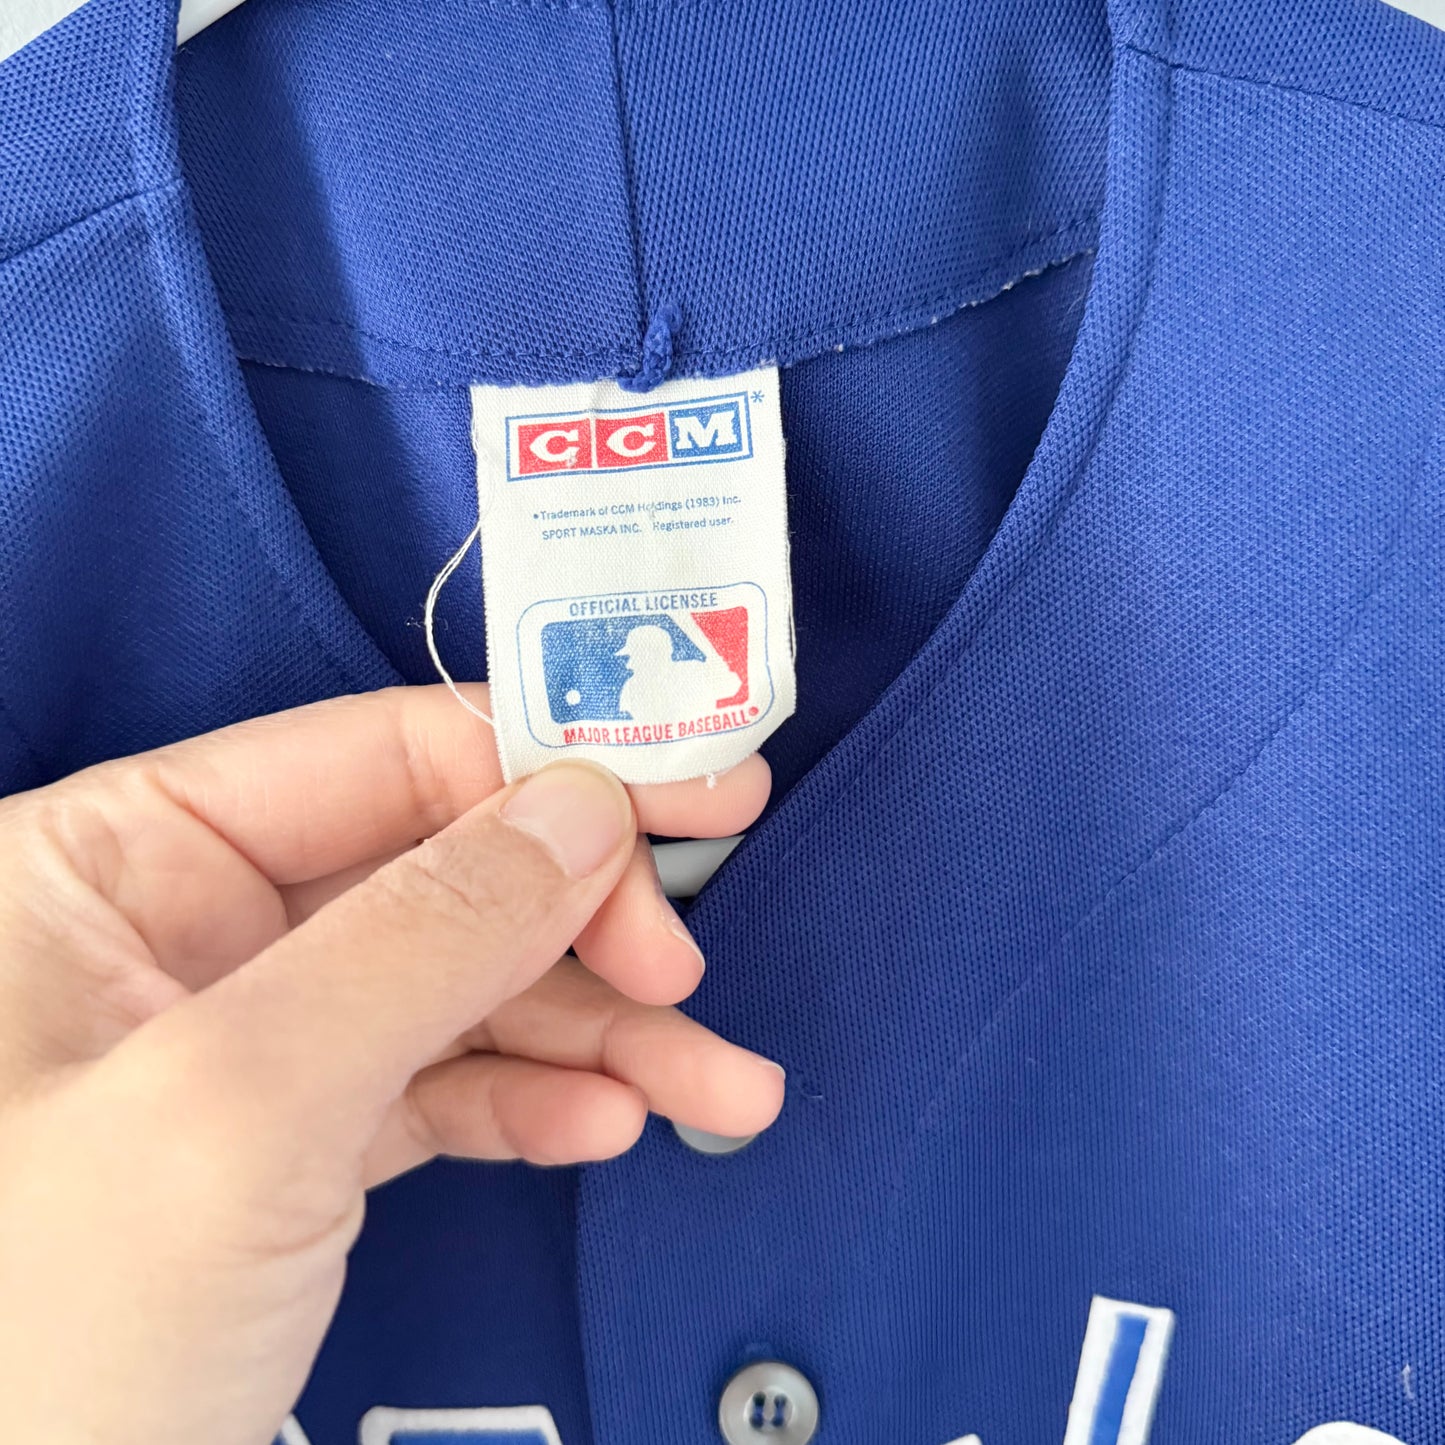 CCM*
*Trademark of CCM Holdings (1983) Inc.
SPORT MASKA INC. Registered user.
OFFICIAL LICENSEE
MAJOR LEAGUE BASEBALL®